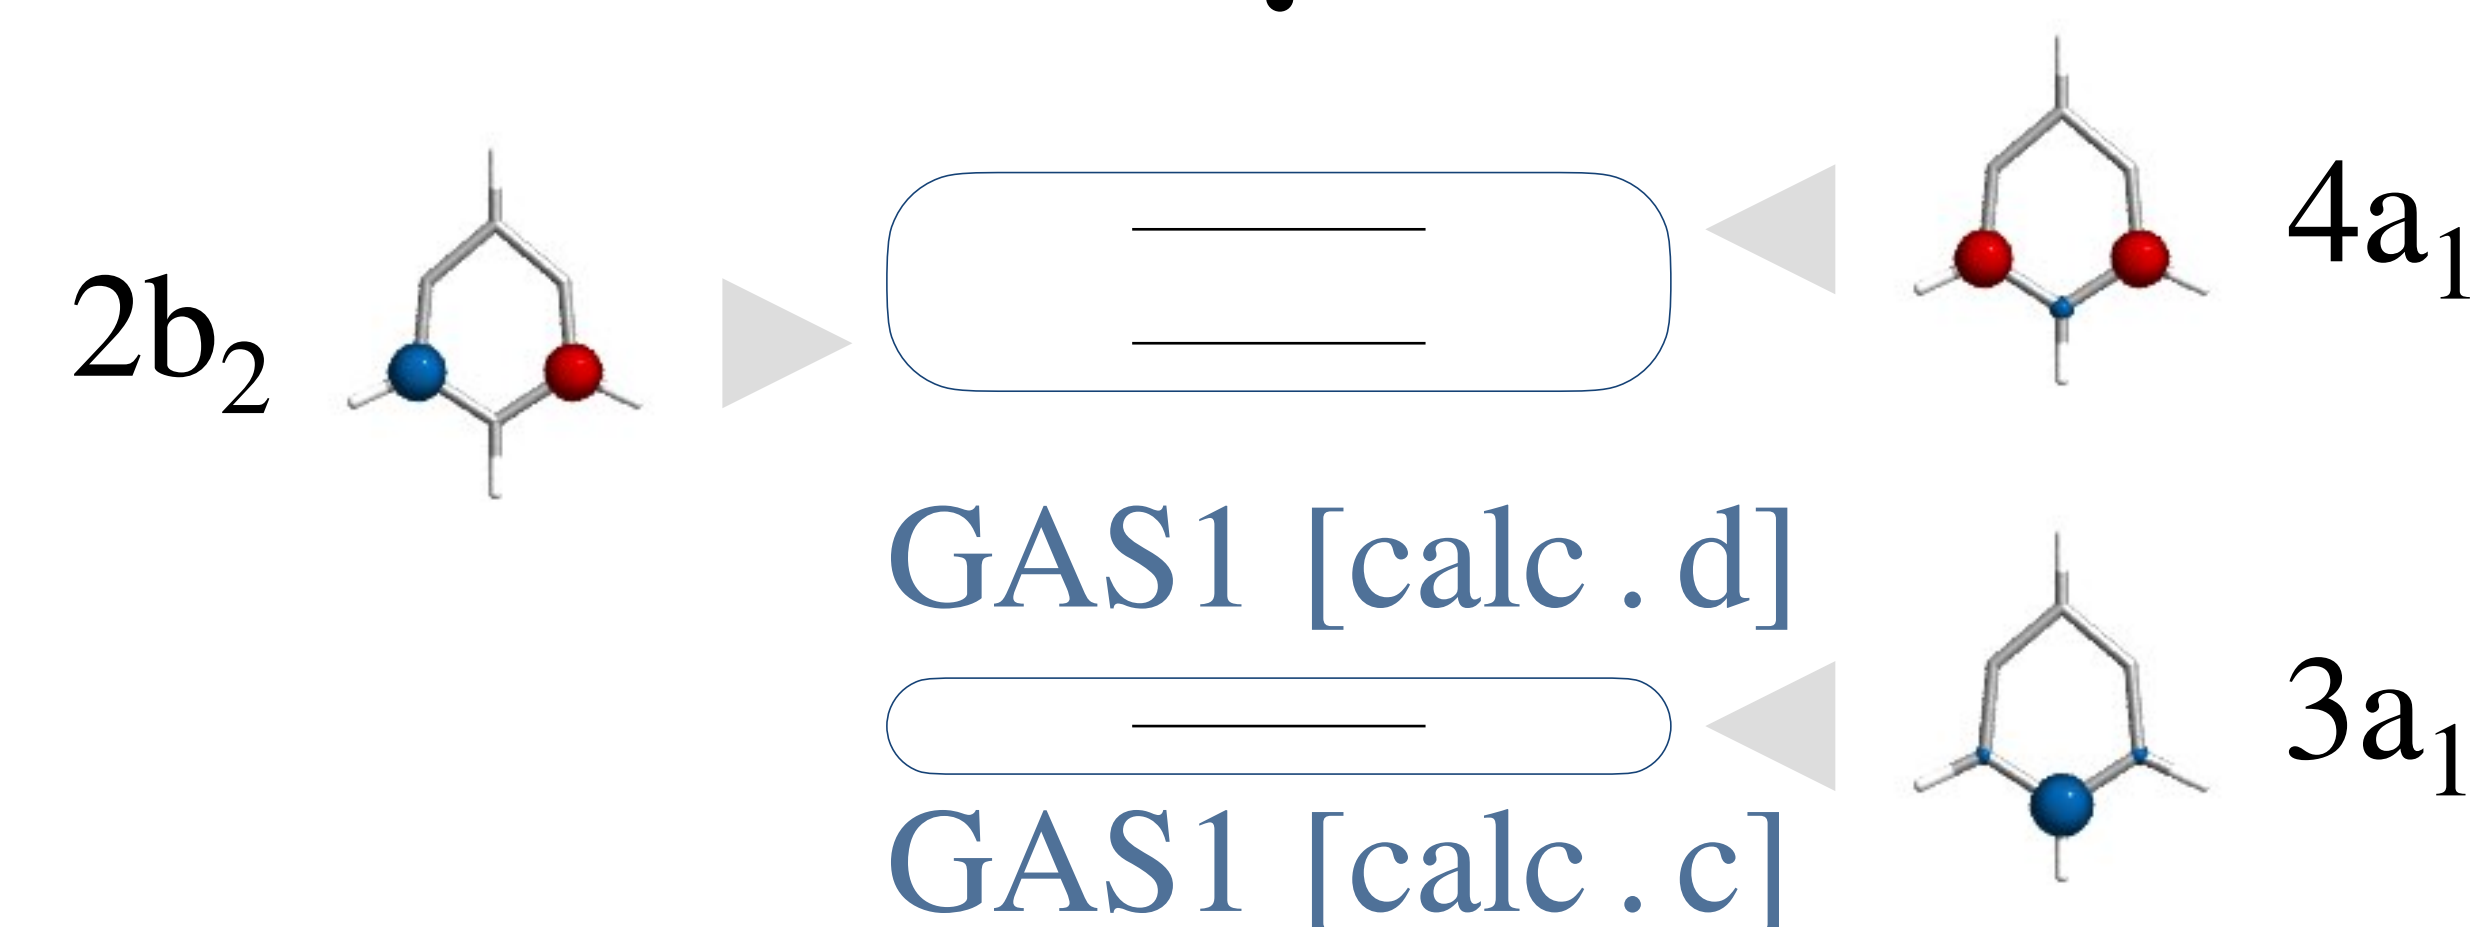 4a1
2b2
GAS1 [calc . d]
3a1
GAS1 [calc . c]